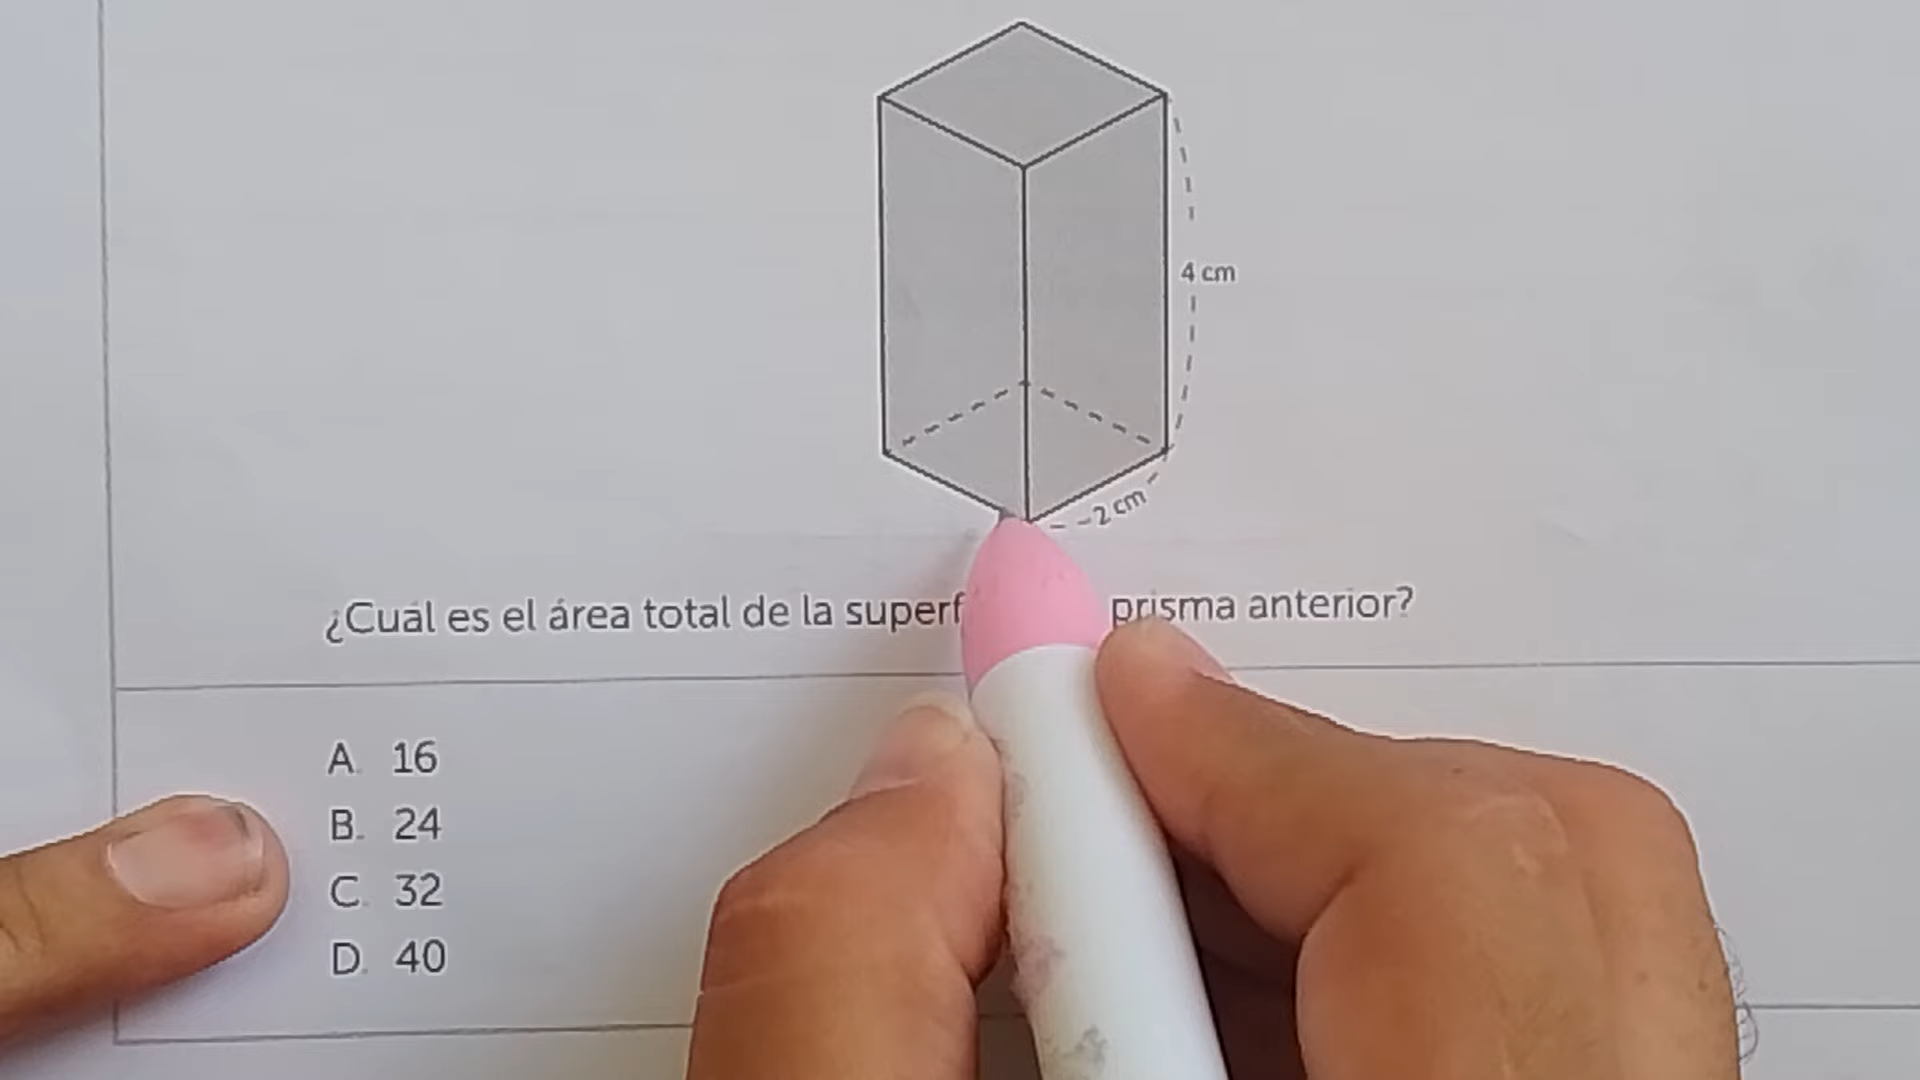 4 cm
2 cm
¿Cuál es el área total de la superf prisma anterior?
A. 16
B. 24
C. 32
D. 40